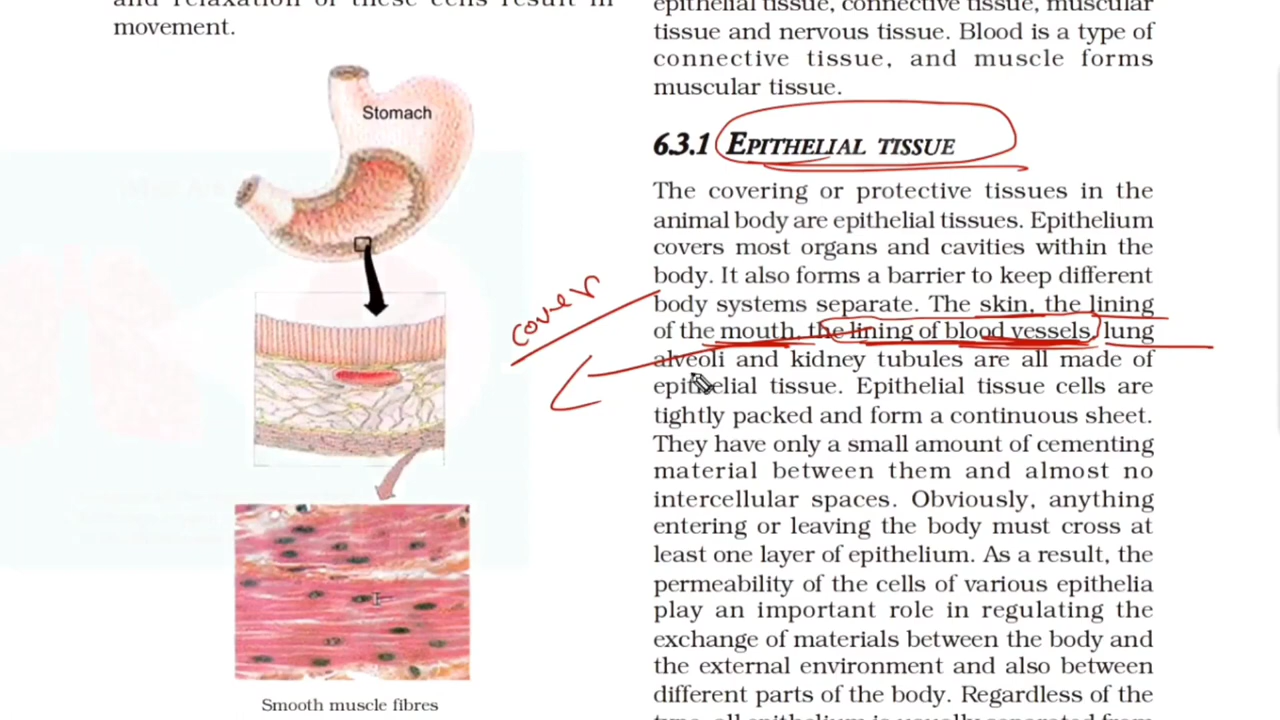 and relaxation of these cells result in
movement.
Stomach
cover
Smooth muscle fibres
epithelial tissue, connective tissue, muscular
tissue and nervous tissue. Blood is a type of
connective tissue, and muscle forms
muscular tissue.
6.3.1 EPITHELIAL TISSUE
The covering or protective tissues in the
animal body are epithelial tissues. Epithelium
covers most organs and cavities within the
body. It also forms a barrier to keep different
body systems separate. The skin, the lining
of the mouth, the lining of blood vessels, lung
alveoli and kidney tubules are all made of
epithelial tissue. Epithelial tissue cells are
tightly packed and form a continuous sheet.
They have only a small amount of cementing
material between them and almost no
intercellular spaces. Obviously, anything
entering or leaving the body must cross at
least one layer of epithelium. As a result, the
permeability of the cells of various epithelia
play an important role in regulating the
exchange of materials between the body and
the external environment and also between
different parts of the body. Regardless of the
type, all epithelium is usually separated from